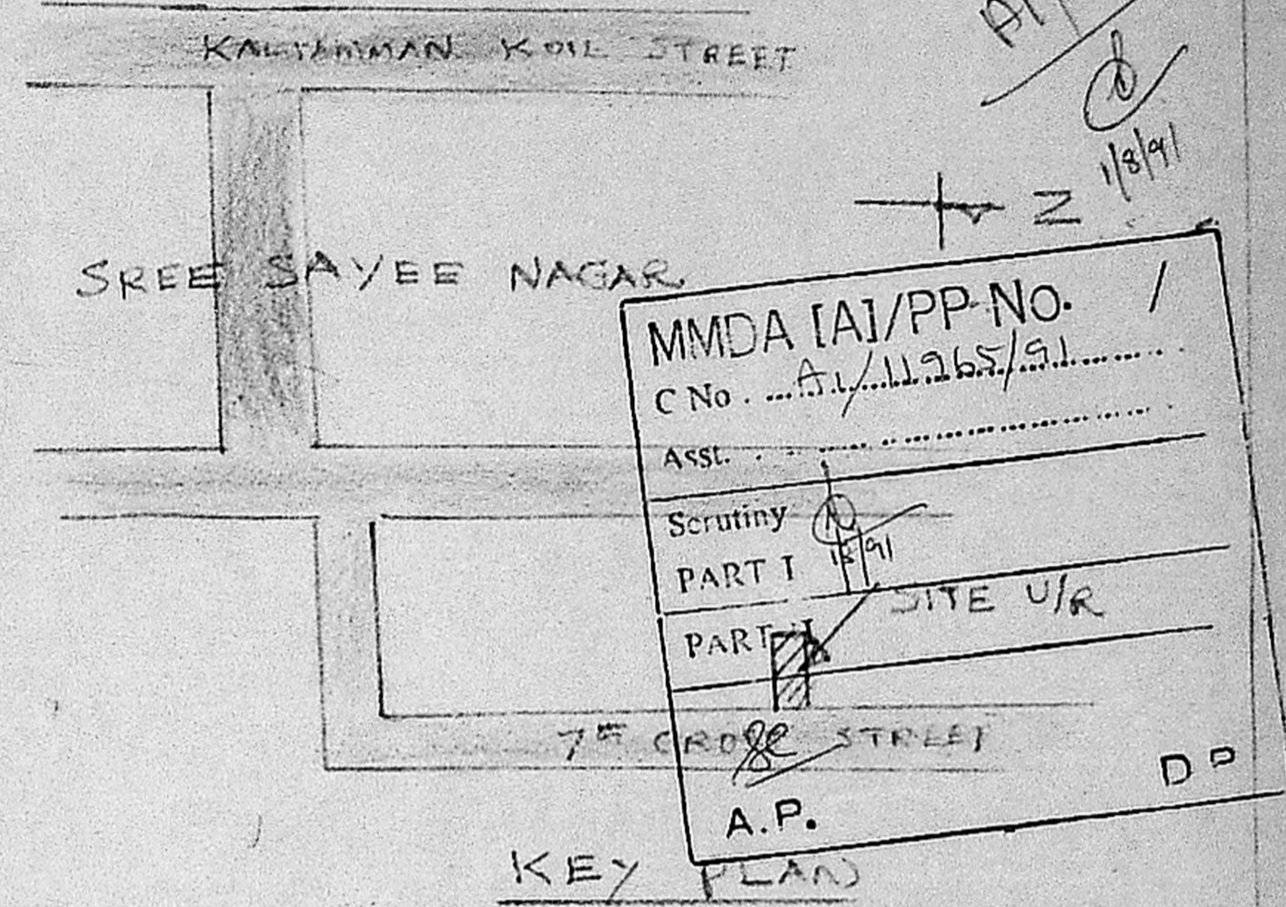 KALIAMMAN KOIL STREET
1/8/91
N
SREE SAYEE NAGAR
MMDA [A]/PP No. /
C No. A1/11965/91
Asst.
Scrutiny
PART I
SITE U/R
PART II
7th CROSS STREET
A.P.
D P
KEY PLAN